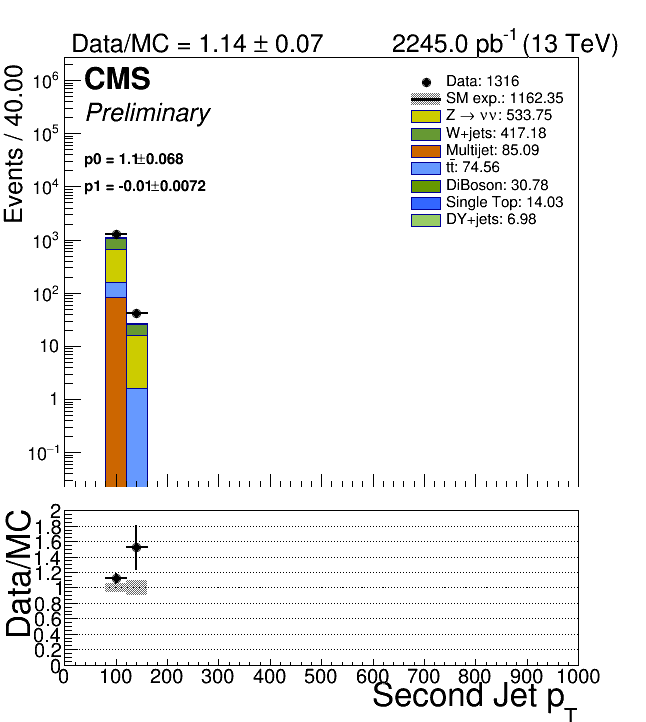 Data/MC = 1.14 ± 0.07
2245.0 pb⁻¹ (13 TeV)
CMS
Preliminary
p0 = 1.1±0.068
p1 = -0.01±0.0072
Data: 1316
SM exp.: 1162.35
Z → νν: 533.75
W+jets: 417.18
Multijet: 85.09
tt̄: 74.56
DiBoson: 30.78
Single Top: 14.03
DY+jets: 6.98
Events / 40.00
10⁶
10⁵
10⁴
10³
10²
10
1
10⁻¹
Data/MC
2
1.8
1.6
1.4
1.2
1
0.8
0.6
0.4
0.2
0
0 100 200 300 400 500 600 700 800 900 1000
Second Jet p_T